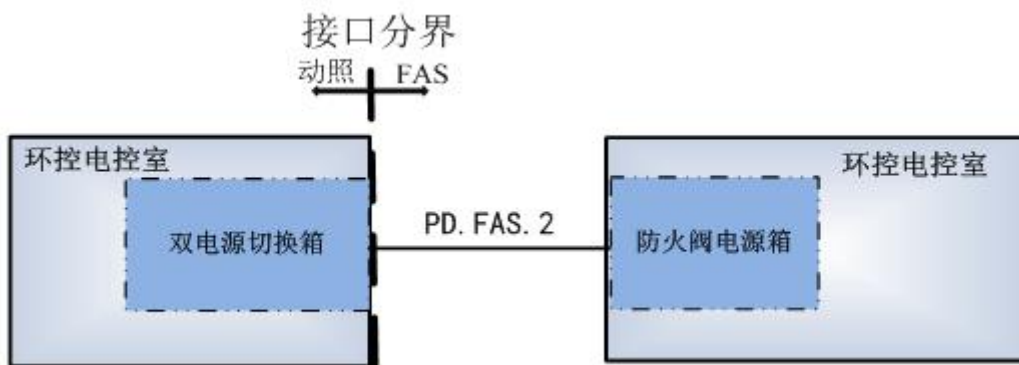 接口分界
动照 FAS
环控电控室
环控电控室
双电源切换箱
PD.FAS.2
防火阀电源箱